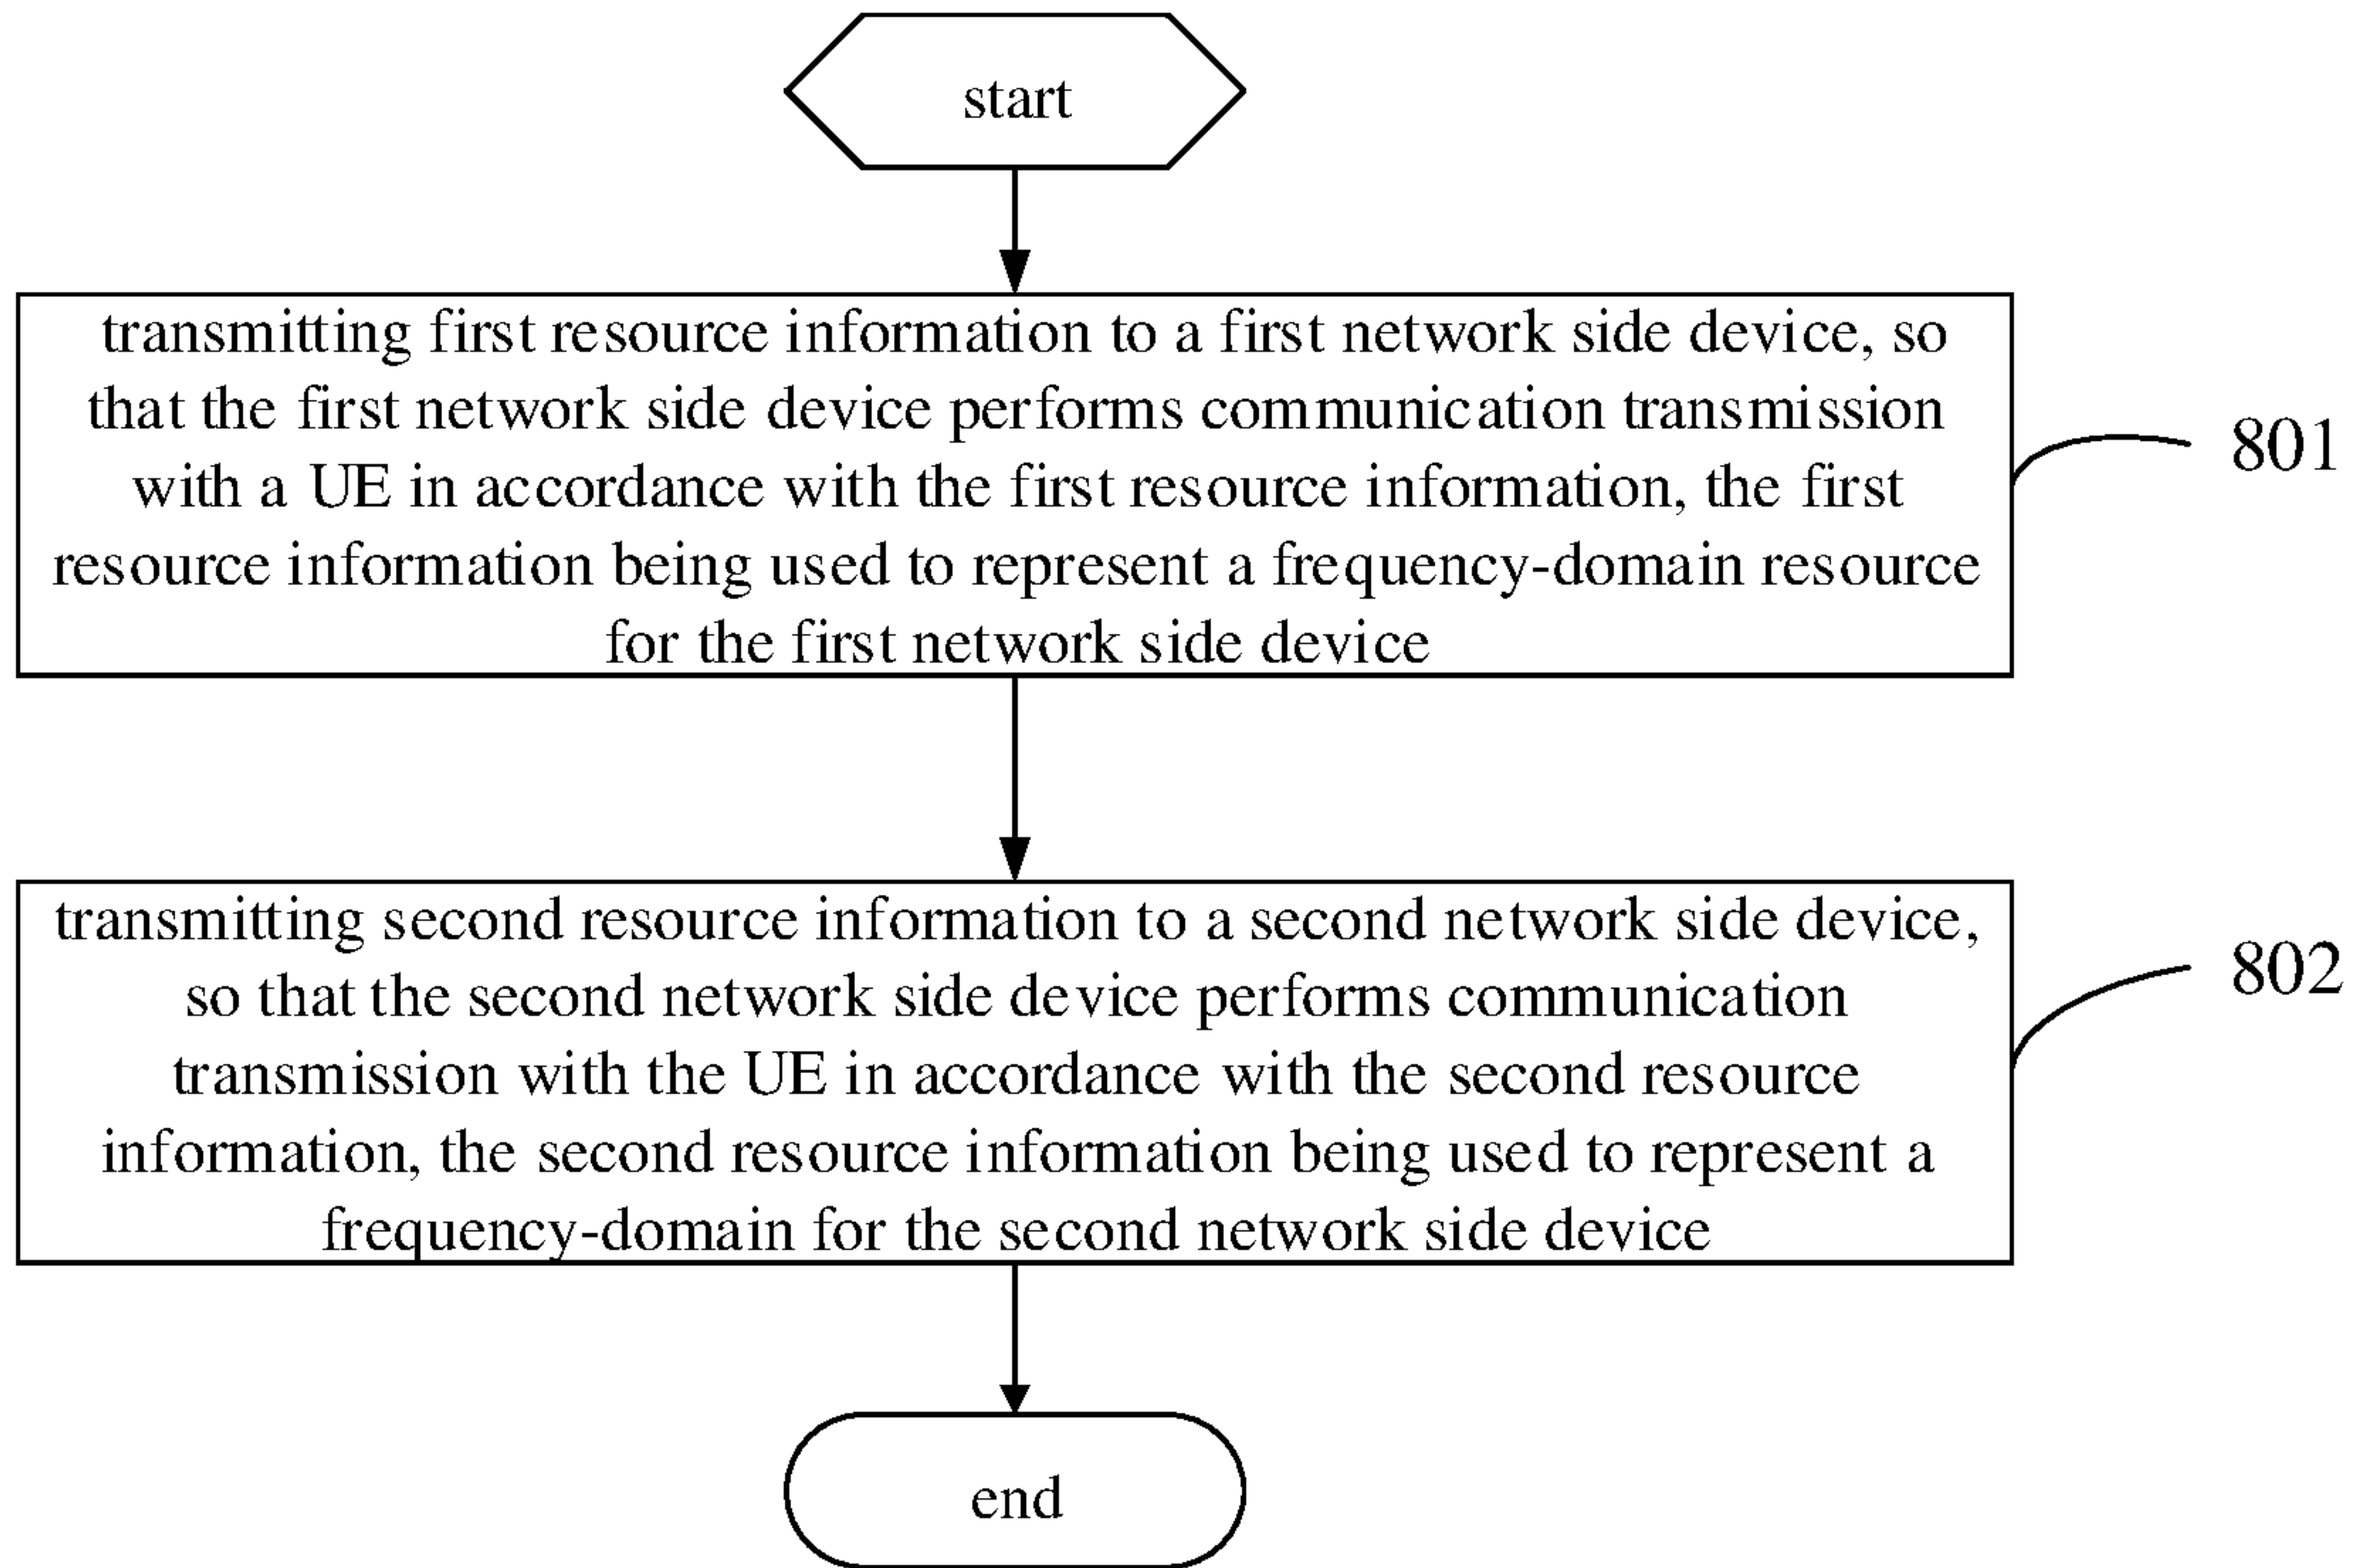 start
transmitting first resource information to a first network side device, so
that the first network side device performs communication transmission
with a UE in accordance with the first resource information, the first
resource information being used to represent a frequency-domain resource
for the first network side device
801
transmitting second resource information to a second network side device,
so that the second network side device performs communication
transmission with the UE in accordance with the second resource
information, the second resource information being used to represent a
frequency-domain for the second network side device
802
end